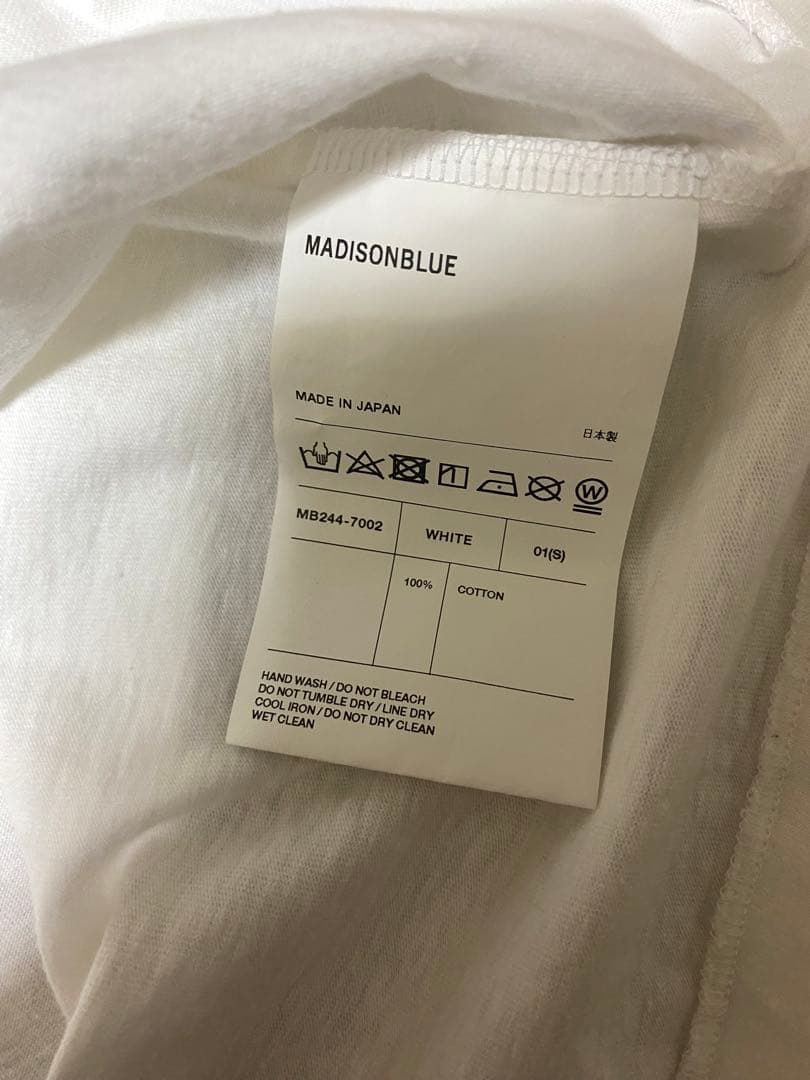 MADISONBLUE
MADE IN JAPAN
日本製
W
MB244-7002 WHITE 01(S)
100% COTTON
HAND WASH / DO NOT BLEACH
DO NOT TUMBLE DRY / LINE DRY
COOL IRON / DO NOT DRY CLEAN
WET CLEAN